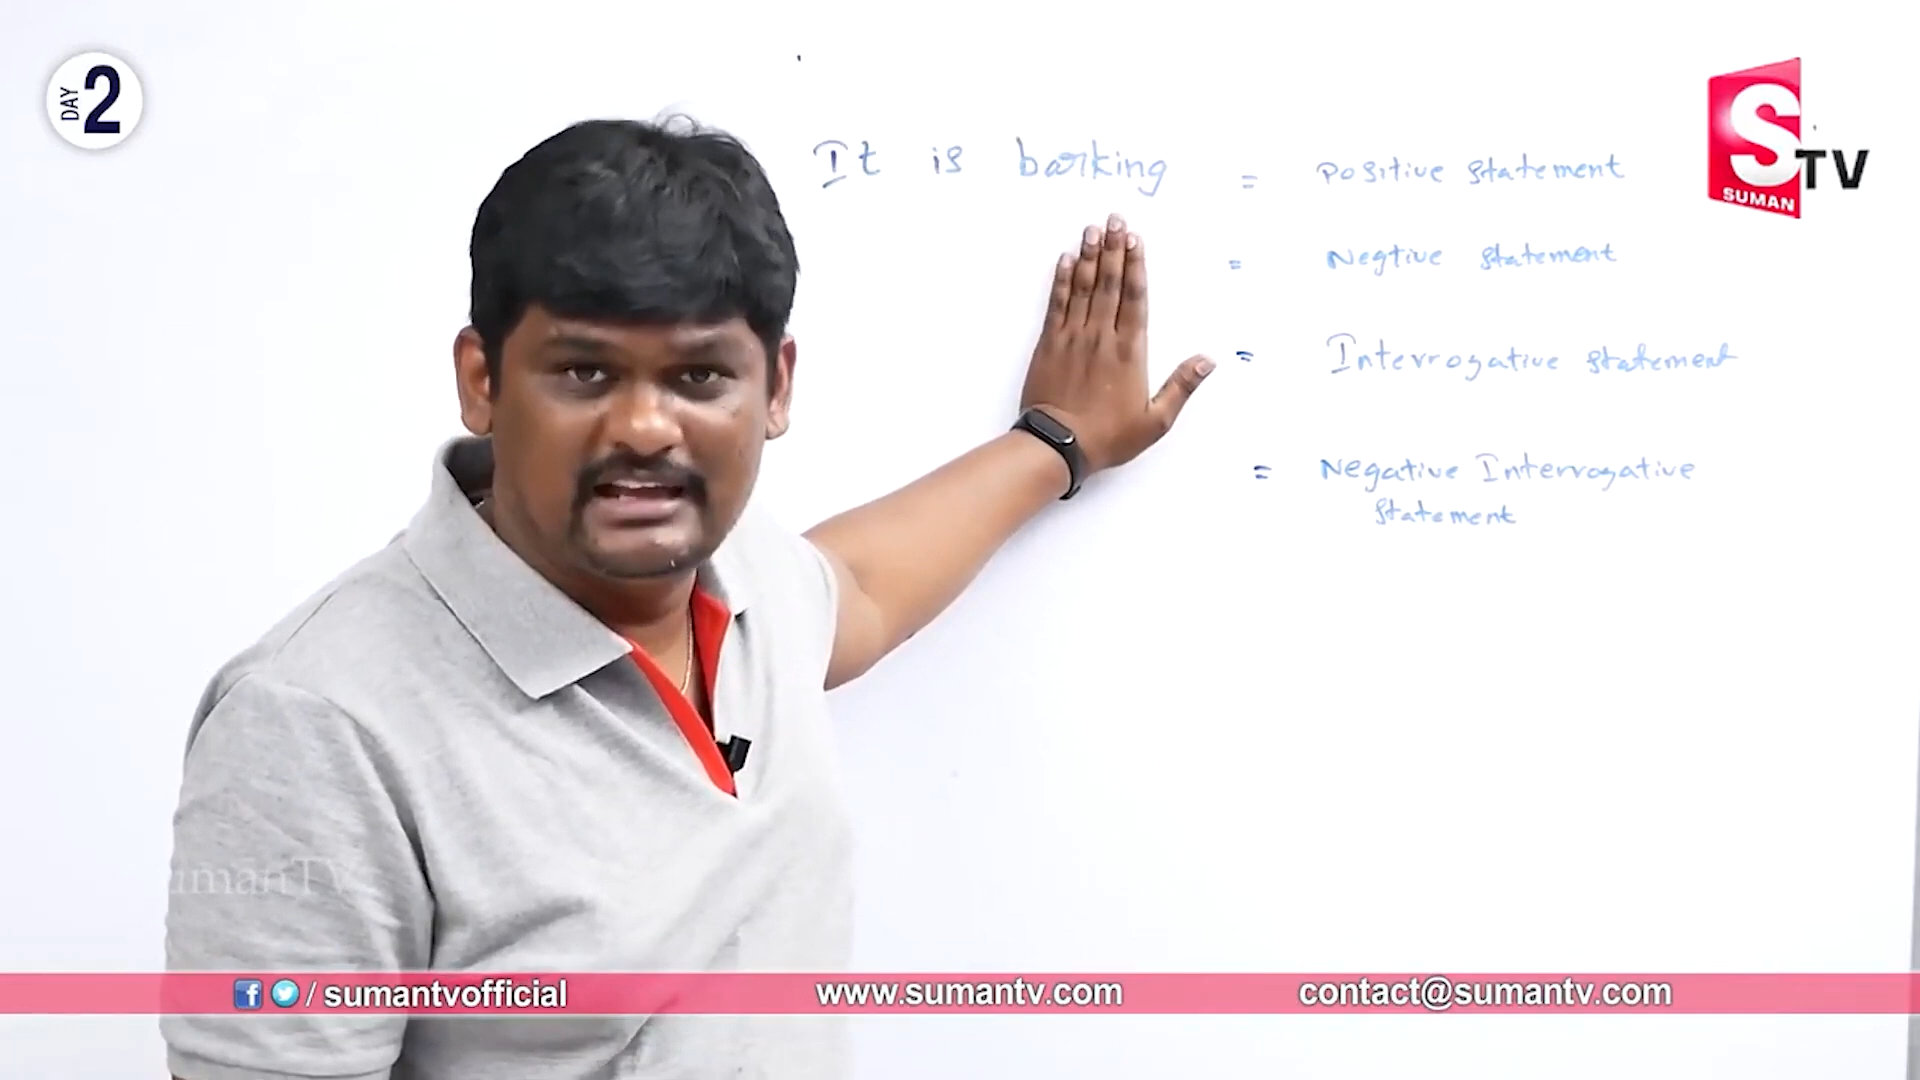 DAY 2
S TV
SUMAN
It is barking = Positive statement
= Negtive statement
= Interrogative statement
= Negative Interrogative
statement
umanTV
/ sumantvofficial
www.sumantv.com
contact@sumantv.com